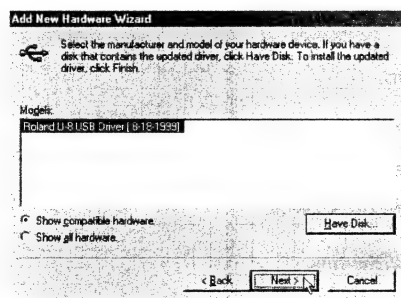 Add New Hardware Wizard
Select the manufacturer and model of your hardware device. If you have a
disk that contains the updated driver, click Have Disk. To install the updated
driver, click Finish.
Models:
Roland U-8 USB Driver [ 6-18-1999]
Show compatible hardware.
Show all hardware.
Have Disk...
< Back
Next >
Cancel